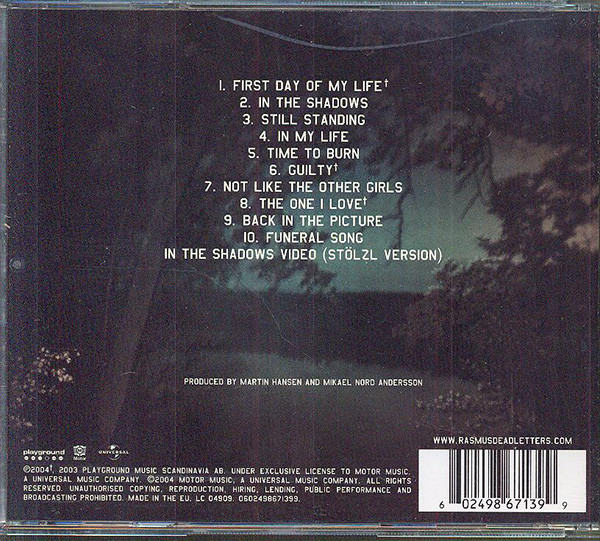 1. FIRST DAY OF MY LIFE†
2. IN THE SHADOWS
3. STILL STANDING
4. IN MY LIFE
5. TIME TO BURN
6. GUILTY†
7. NOT LIKE THE OTHER GIRLS
8. THE ONE I LOVE†
9. BACK IN THE PICTURE
10. FUNERAL SONG
IN THE SHADOWS VIDEO (STÖLZL VERSION)
PRODUCED BY MARTIN HANSEN AND MIKAEL NORD ANDERSSON
WWW.RASMUSDEADLETTERS.COM
playground Motor UNIVERSAL
℗2004†, 2003 PLAYGROUND MUSIC SCANDINAVIA AB. UNDER EXCLUSIVE LICENSE TO MOTOR MUSIC,
A UNIVERSAL MUSIC COMPANY. ©2004 MOTOR MUSIC, A UNIVERSAL MUSIC COMPANY. ALL RIGHTS
RESERVED. UNAUTHORISED COPYING, REPRODUCTION, HIRING, LENDING, PUBLIC PERFORMANCE AND
BROADCASTING PROHIBITED. MADE IN THE EU. LC 04909. 0602498671399.
6 02498 67139 9